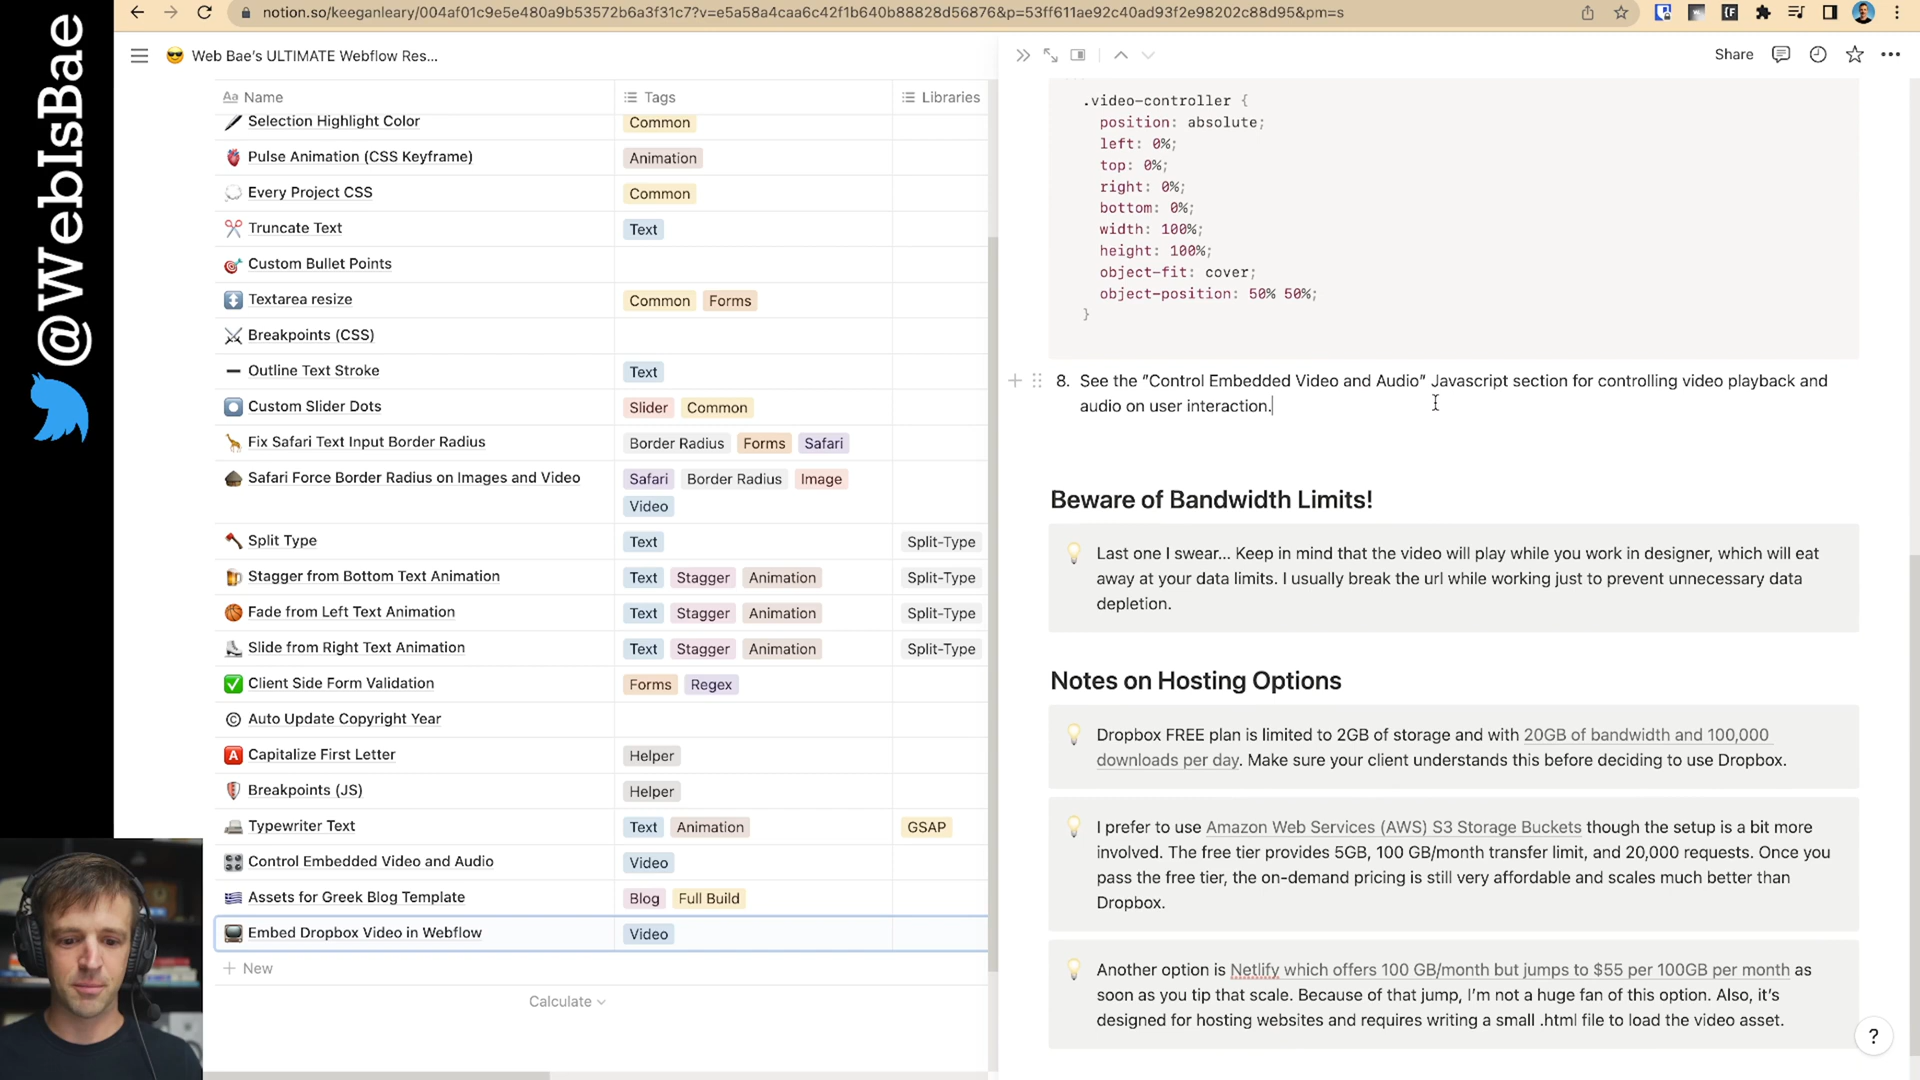 notion.so/keeganleary/004af01c9e5e480a9b53572b6a3f31c7?v=e5a58a4caa6c42f1b640b88828d56876&p=53ff611ae92c40ad93f2e98202c88d95&pm=s
@WebIsBae
Web Bae's ULTIMATE Webflow Res...
Share
Aa Name
Tags
Libraries
Selection Highlight Color
Common
Pulse Animation (CSS Keyframe)
Animation
Every Project CSS
Common
Truncate Text
Text
Custom Bullet Points
Textarea resize
Common Forms
Breakpoints (CSS)
Outline Text Stroke
Text
Custom Slider Dots
Slider Common
Fix Safari Text Input Border Radius
Border Radius Forms Safari
Safari Force Border Radius on Images and Video
Safari Border Radius Image
Video
Split Type
Text
Split-Type
Stagger from Bottom Text Animation
Text Stagger Animation
Split-Type
Fade from Left Text Animation
Text Stagger Animation
Split-Type
Slide from Right Text Animation
Text Stagger Animation
Split-Type
Client Side Form Validation
Forms Regex
Auto Update Copyright Year
Capitalize First Letter
Helper
Breakpoints (JS)
Helper
Typewriter Text
Text Animation
GSAP
Control Embedded Video and Audio
Video
Assets for Greek Blog Template
Blog Full Build
Embed Dropbox Video in Webflow
Video
+ New
Calculate
.video-controller {
position: absolute;
left: 0%;
top: 0%;
right: 0%;
bottom: 0%;
width: 100%;
height: 100%;
object-fit: cover;
object-position: 50% 50%;
}
8. See the "Control Embedded Video and Audio" Javascript section for controlling video playback and
audio on user interaction.
Beware of Bandwidth Limits!
Last one I swear... Keep in mind that the video will play while you work in designer, which will eat
away at your data limits. I usually break the url while working just to prevent unnecessary data
depletion.
Notes on Hosting Options
Dropbox FREE plan is limited to 2GB of storage and with 20GB of bandwidth and 100,000
downloads per day. Make sure your client understands this before deciding to use Dropbox.
I prefer to use Amazon Web Services (AWS) S3 Storage Buckets though the setup is a bit more
involved. The free tier provides 5GB, 100 GB/month transfer limit, and 20,000 requests. Once you
pass the free tier, the on-demand pricing is still very affordable and scales much better than
Dropbox.
Another option is Netlify which offers 100 GB/month but jumps to $55 per 100GB per month as
soon as you tip that scale. Because of that jump, I'm not a huge fan of this option. Also, it's
designed for hosting websites and requires writing a small .html file to load the video asset.
?